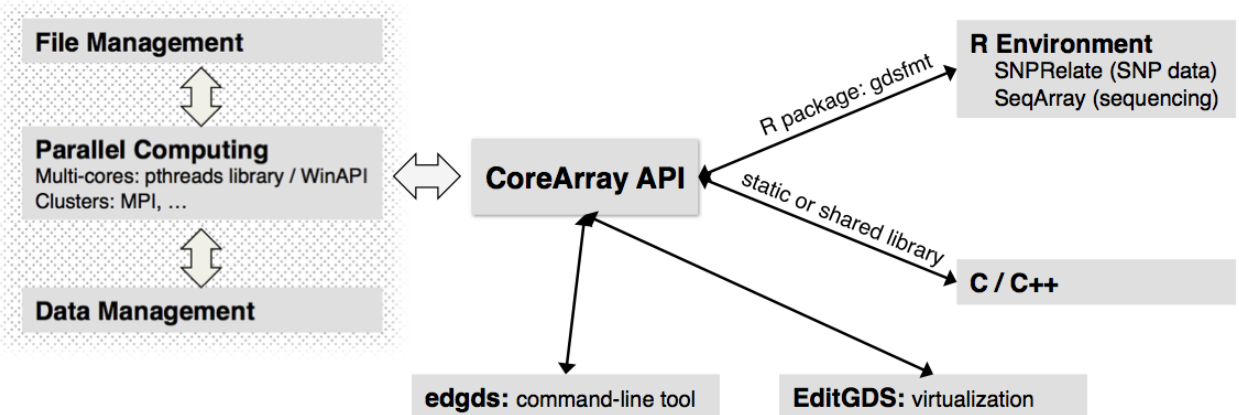 File Management
Parallel Computing
Multi-cores: pthreads library / WinAPI
Clusters: MPI, …
Data Management
CoreArray API
R package: gdsfmt
static or shared library
R Environment
SNPRelate (SNP data)
SeqArray (sequencing)
C / C++
edgds: command-line tool
EditGDS: virtualization